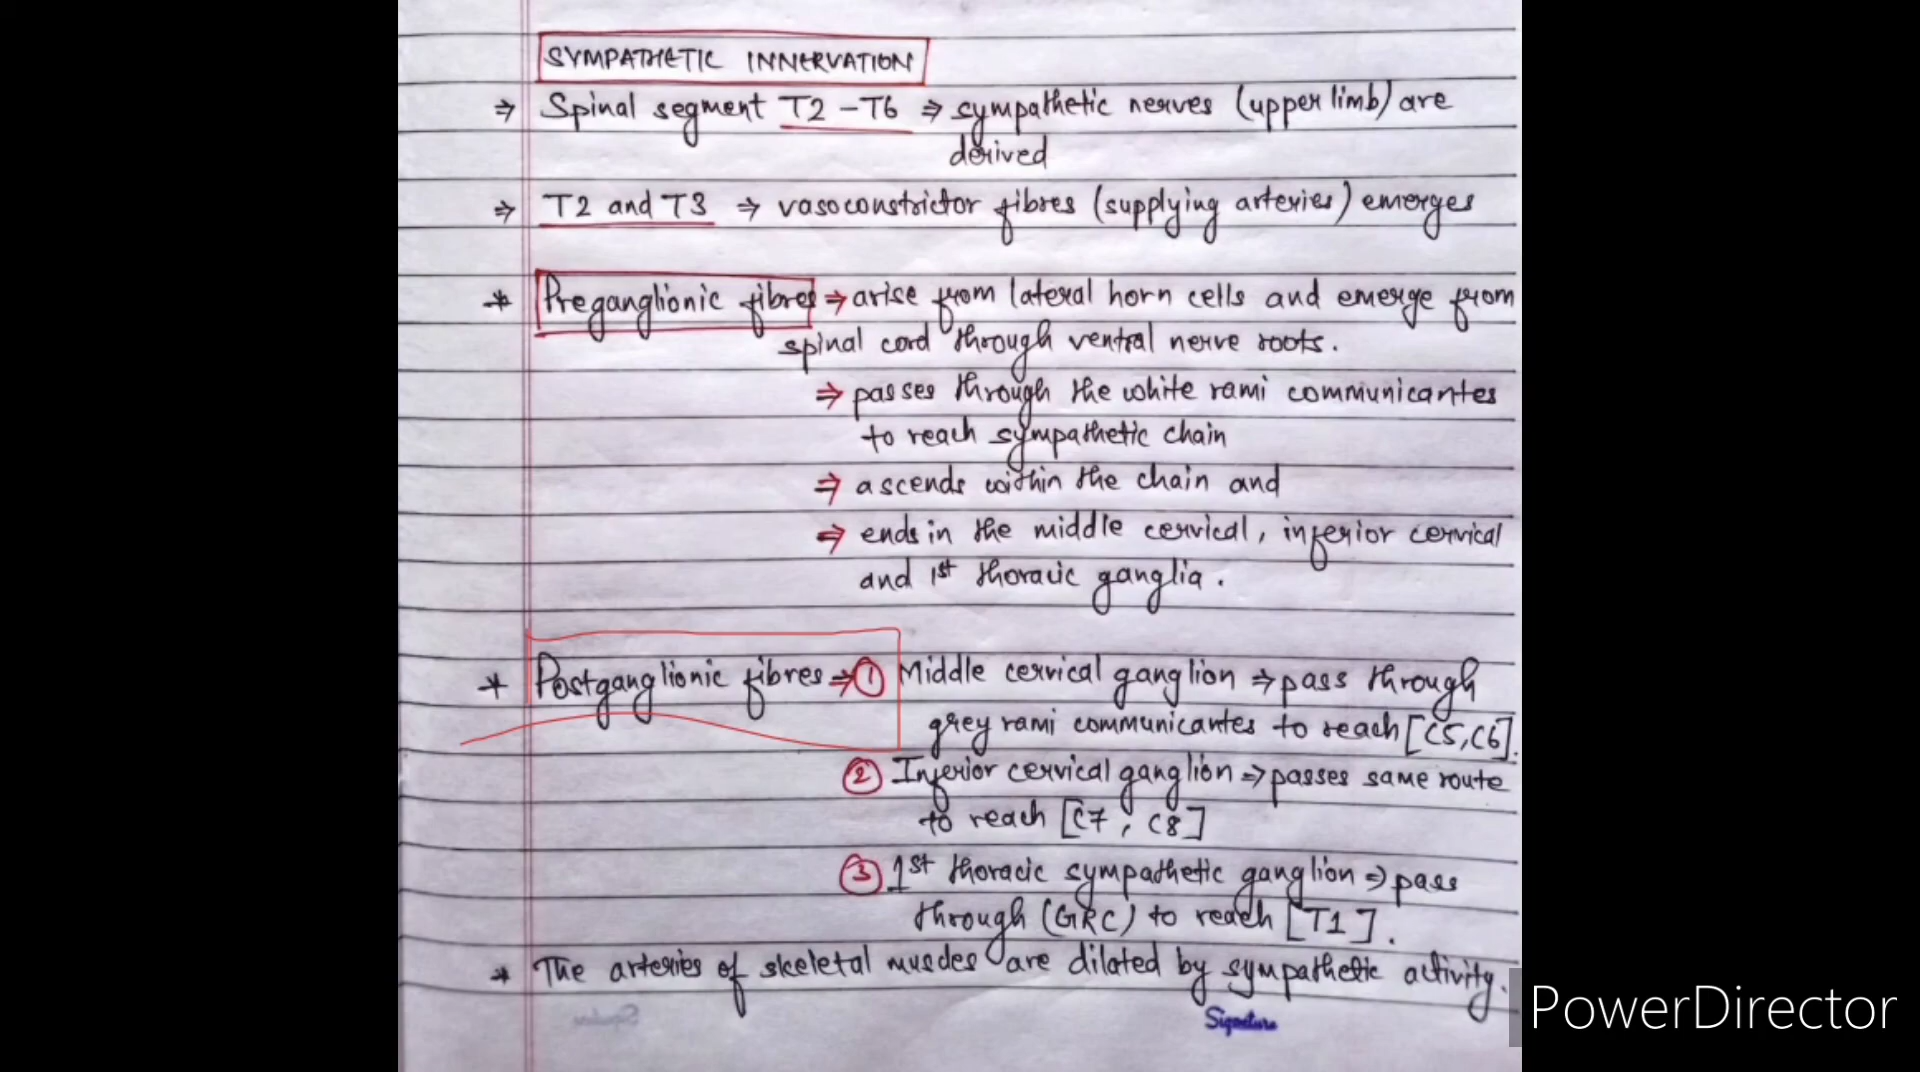 SYMPATHETIC INNERVATION
⇒ Spinal segment T2 – T6 ⇒ sympathetic nerves (upper limb) are
derived
⇒ T2 and T3 ⇒ vasoconstrictor fibres (supplying arteries) emerges
* Preganglionic fibres ⇒ arise from lateral horn cells and emerge from
spinal cord through ventral nerve roots.
⇒ passes through the white rami communicantes
to reach sympathetic chain
⇒ ascends within the chain and
⇒ ends in the middle cervical, inferior cervical
and 1st thoracic ganglia.
* Postganglionic fibres ⇒ ① Middle cervical ganglion ⇒ pass through
grey rami communicantes to reach [C5, C6].
② Inferior cervical ganglion ⇒ passes same route
to reach [C7, C8]
③ 1st thoracic sympathetic ganglion ⇒ pass
through (GRC) to reach [T1].
* The arteries of skeletal muscles are dilated by sympathetic activity.
Signature
PowerDirector